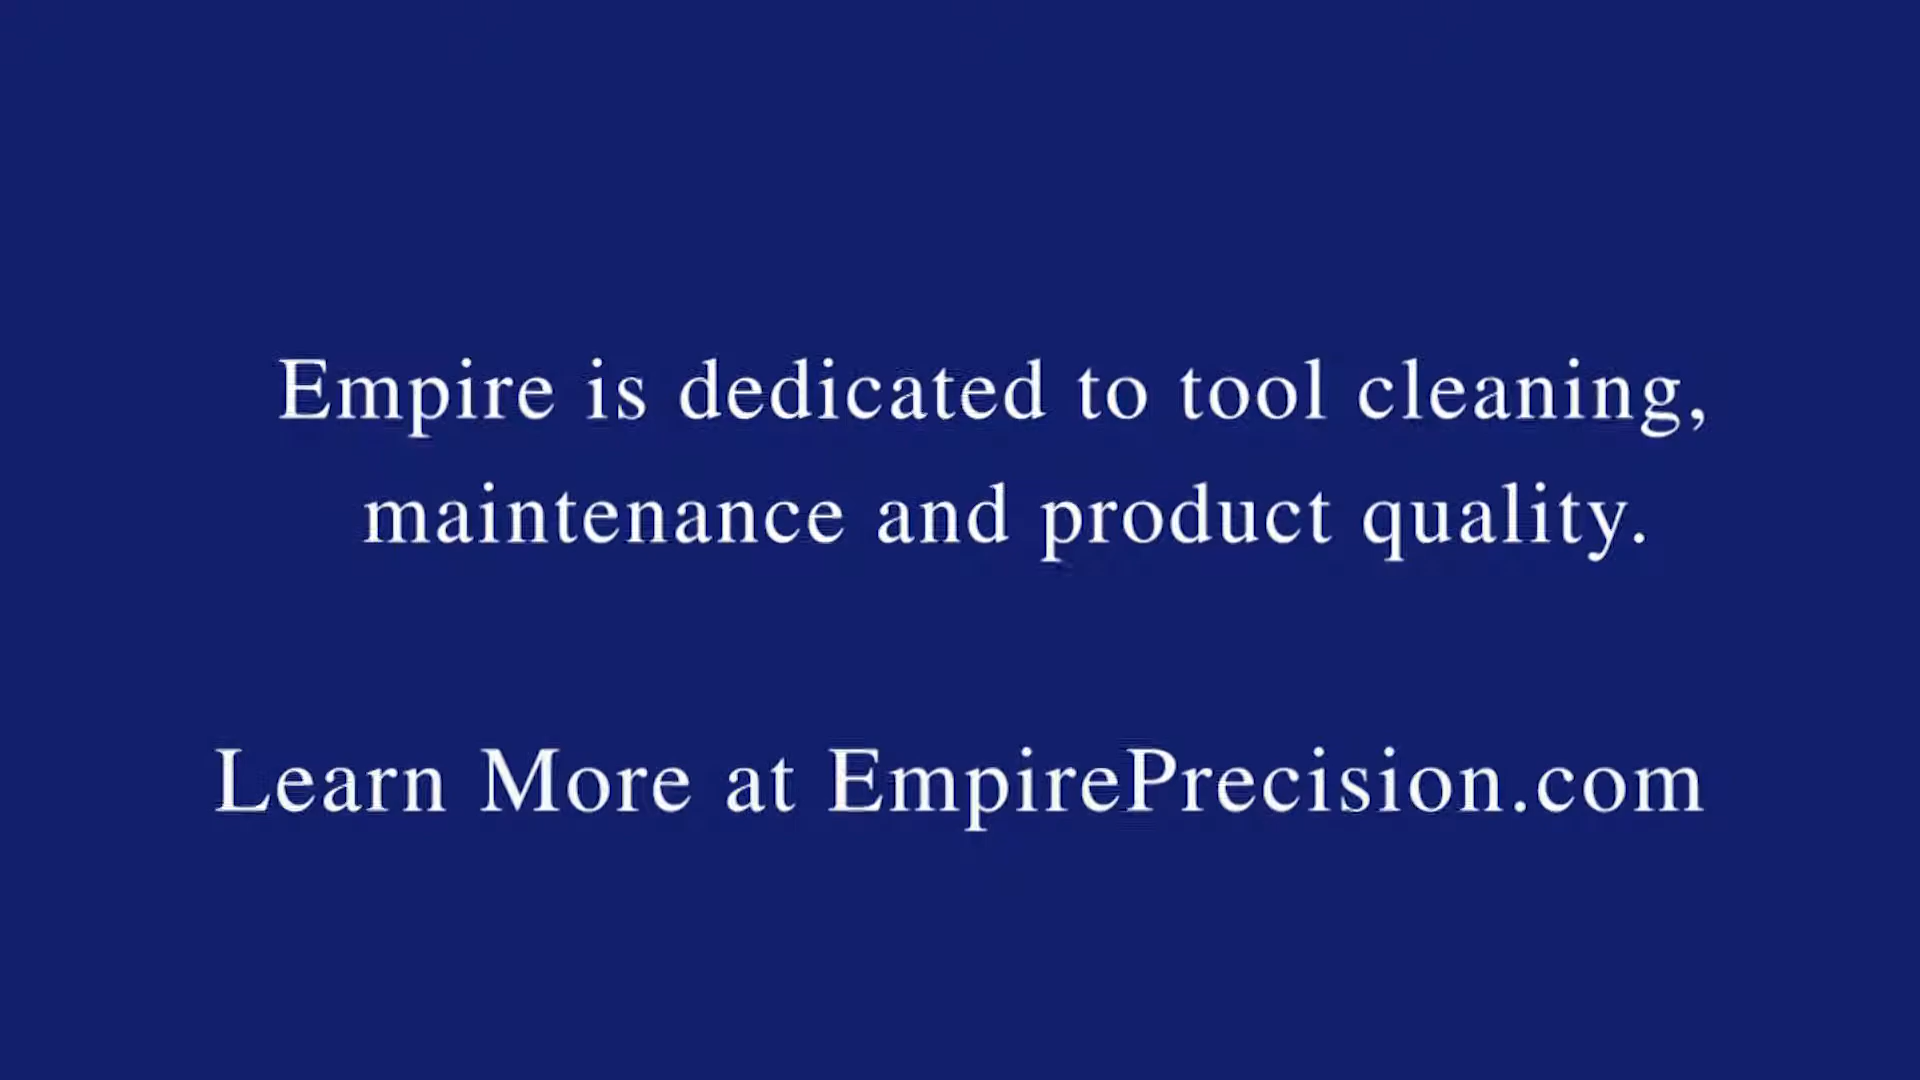 Empire is dedicated to tool cleaning,
maintenance and product quality.
Learn More at EmpirePrecision.com